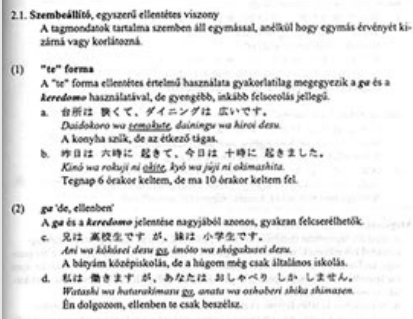 2.1. Szembeállító, egyszerű ellentétes viszony
A tagmondatok tartalma szemben áll egymással, anélkül hogy egymás érvényét ki-
zárná vagy korlátozná.
(1) "te" forma
A "te" forma ellentétes értelmű használata gyakorlatilag megegyezik a ga és a
keredomo használatával, de gyengébb, inkább felsorolás jellegű.
a. 台所は 狭くて、ダイニングは 広いです。
Daidokoro wa semakute, dainingu wa hiroi desu.
A konyha szűk, de az étkező tágas.
b. 昨日は 六時に 起きて、今日は 十時に 起きました。
Kinō wa rokuji ni okite, kyō wa jūji ni okimashita.
Tegnap 6 órakor keltem, de ma 10 órakor keltem fel.
(2) ga 'de, ellenben'
A ga és a keredomo jelentése nagyjából azonos, gyakran felcserélhetők.
c. 兄は 高校生です が、妹は 小学生です。
Ani wa kōkōsei desu ga, imōto wa shōgakusei desu.
A bátyám középiskolás, de a húgom még csak általános iskolás.
d. 私は 働きます が、あなたは おしゃべり しか しません。
Watashi wa hatarakimasu ga, anata wa oshaberi shika shimasen.
Én dolgozom, ellenben te csak beszélsz.